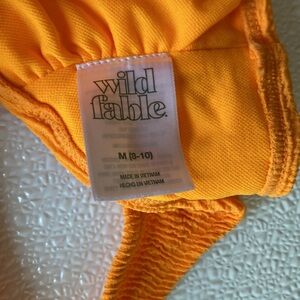 wild
fable.
M (8-10)
MADE IN VIETNAM
HECHO EN VIETNAM